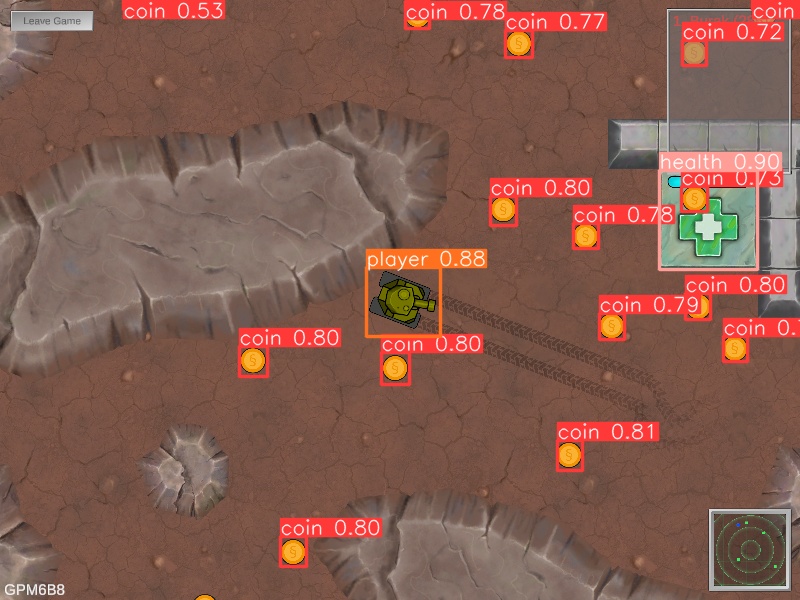 coin 0.53
coin 0.78
coin 0.77
coin
Leave Game
coin 0.72
health 0.90
coin 0.73
coin 0.80
coin 0.78
player 0.88
coin 0.80
coin 0.79
coin 0.80
coin 0.80
coin 0.
coin 0.81
coin 0.80
GPM6B8